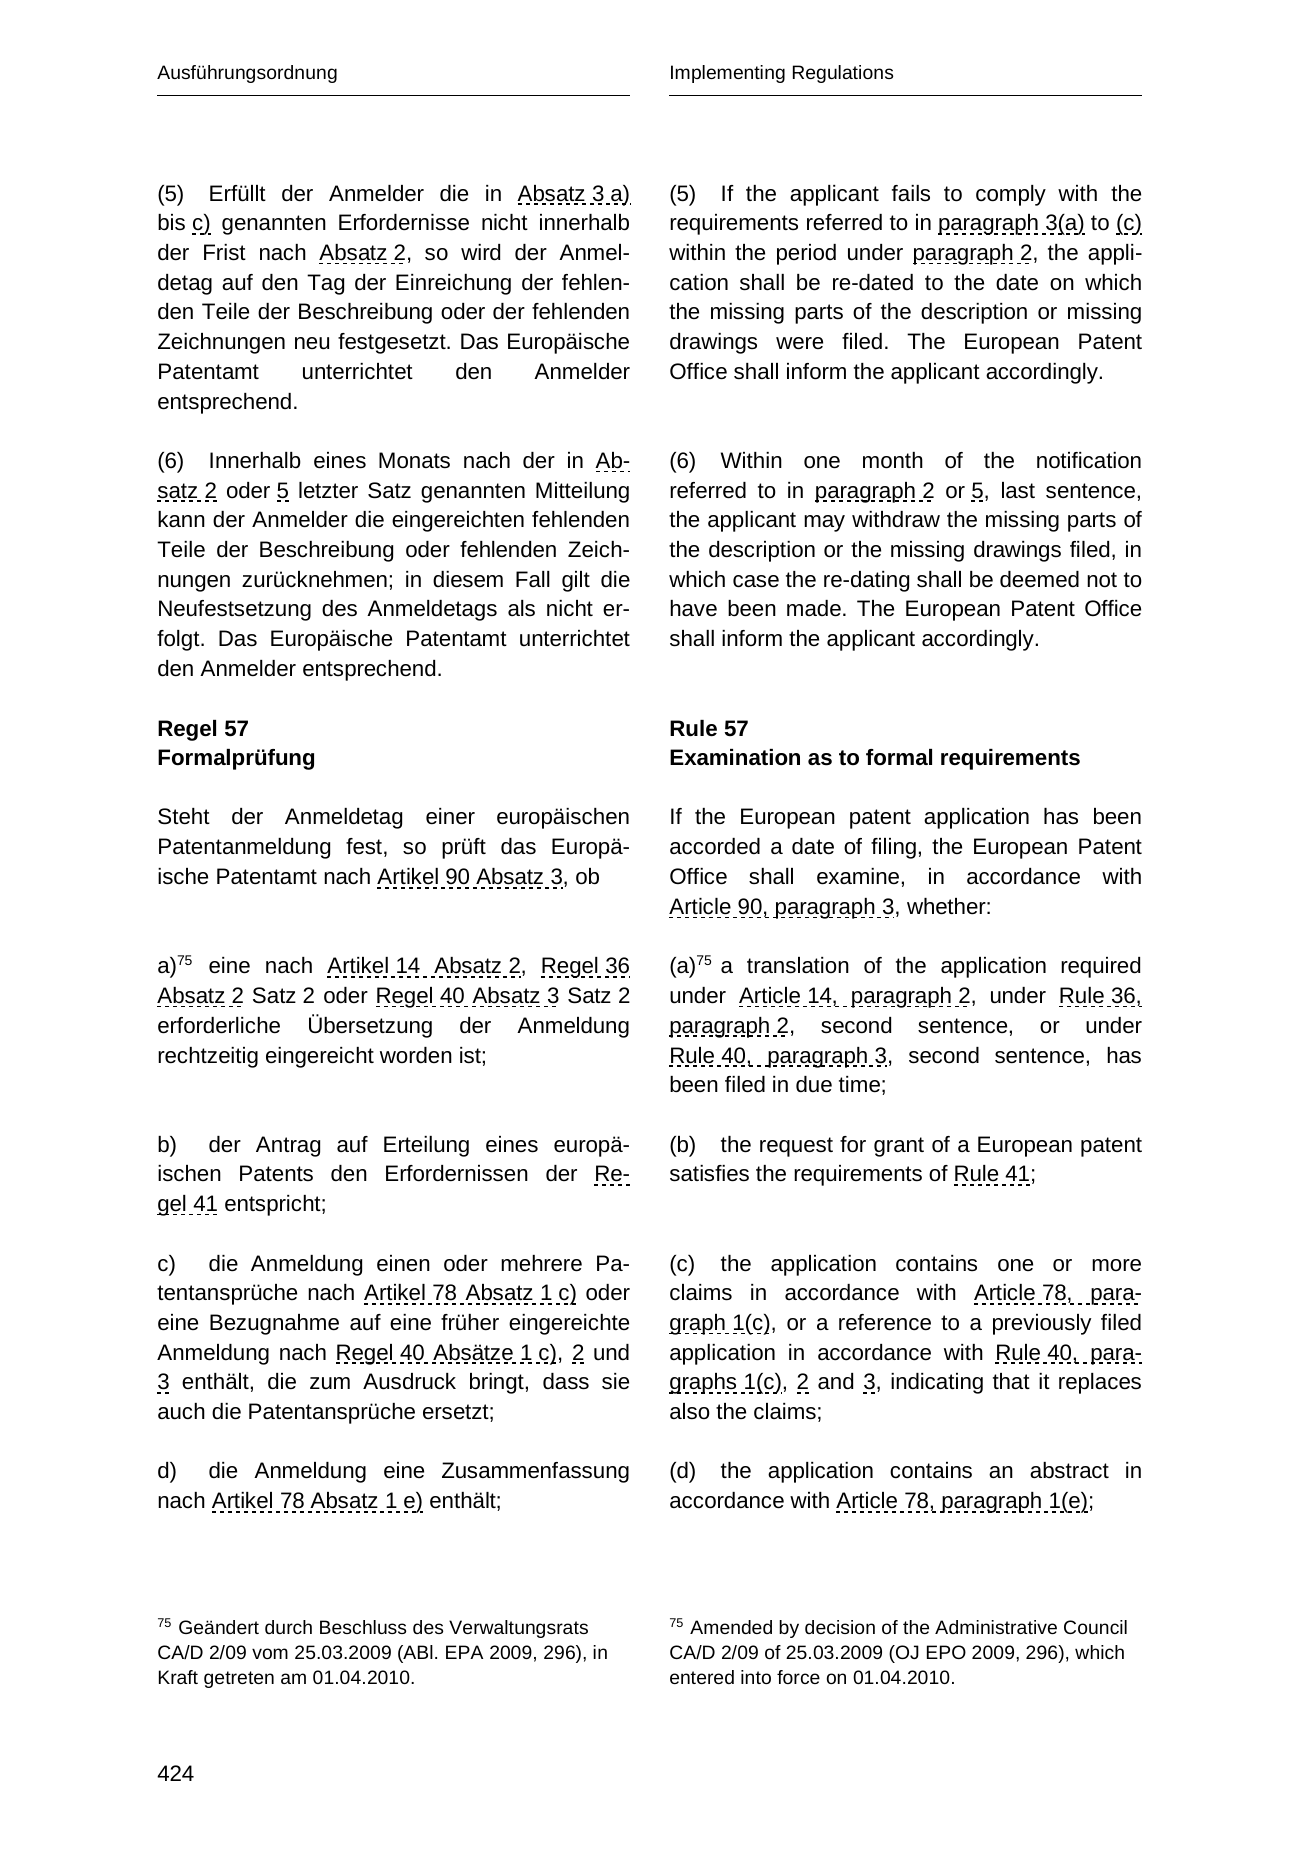 Ausführungsordnung
(5) Erfüllt der Anmelder die in Absatz 3 a)
bis c) genannten Erfordernisse nicht innerhalb
der Frist nach Absatz 2, so wird der Anmel-
detag auf den Tag der Einreichung der fehlen-
den Teile der Beschreibung oder der fehlenden
Zeichnungen neu festgesetzt. Das Europäische
Patentamt unterrichtet den Anmelder
entsprechend.
(6) Innerhalb eines Monats nach der in Ab-
satz 2 oder 5 letzter Satz genannten Mitteilung
kann der Anmelder die eingereichten fehlenden
Teile der Beschreibung oder fehlenden Zeich-
nungen zurücknehmen; in diesem Fall gilt die
Neufestsetzung des Anmeldetags als nicht er-
folgt. Das Europäische Patentamt unterrichtet
den Anmelder entsprechend.
Regel 57
Formalprüfung
Steht der Anmeldetag einer europäischen
Patentanmeldung fest, so prüft das Europä-
ische Patentamt nach Artikel 90 Absatz 3, ob
a)75 eine nach Artikel 14 Absatz 2, Regel 36
Absatz 2 Satz 2 oder Regel 40 Absatz 3 Satz 2
erforderliche Übersetzung der Anmeldung
rechtzeitig eingereicht worden ist;
b) der Antrag auf Erteilung eines europä-
ischen Patents den Erfordernissen der Re-
gel 41 entspricht;
c) die Anmeldung einen oder mehrere Pa-
tentansprüche nach Artikel 78 Absatz 1 c) oder
eine Bezugnahme auf eine früher eingereichte
Anmeldung nach Regel 40 Absätze 1 c), 2 und
3 enthält, die zum Ausdruck bringt, dass sie
auch die Patentansprüche ersetzt;
d) die Anmeldung eine Zusammenfassung
nach Artikel 78 Absatz 1 e) enthält;
75 Geändert durch Beschluss des Verwaltungsrats
CA/D 2/09 vom 25.03.2009 (ABl. EPA 2009, 296), in
Kraft getreten am 01.04.2010.
Implementing Regulations
(5) If the applicant fails to comply with the
requirements referred to in paragraph 3(a) to (c)
within the period under paragraph 2, the appli-
cation shall be re-dated to the date on which
the missing parts of the description or missing
drawings were filed. The European Patent
Office shall inform the applicant accordingly.
(6) Within one month of the notification
referred to in paragraph 2 or 5, last sentence,
the applicant may withdraw the missing parts of
the description or the missing drawings filed, in
which case the re-dating shall be deemed not to
have been made. The European Patent Office
shall inform the applicant accordingly.
Rule 57
Examination as to formal requirements
If the European patent application has been
accorded a date of filing, the European Patent
Office shall examine, in accordance with
Article 90, paragraph 3, whether:
(a)75 a translation of the application required
under Article 14, paragraph 2, under Rule 36,
paragraph 2, second sentence, or under
Rule 40, paragraph 3, second sentence, has
been filed in due time;
(b) the request for grant of a European patent
satisfies the requirements of Rule 41;
(c) the application contains one or more
claims in accordance with Article 78, para-
graph 1(c), or a reference to a previously filed
application in accordance with Rule 40, para-
graphs 1(c), 2 and 3, indicating that it replaces
also the claims;
(d) the application contains an abstract in
accordance with Article 78, paragraph 1(e);
75 Amended by decision of the Administrative Council
CA/D 2/09 of 25.03.2009 (OJ EPO 2009, 296), which
entered into force on 01.04.2010.
424